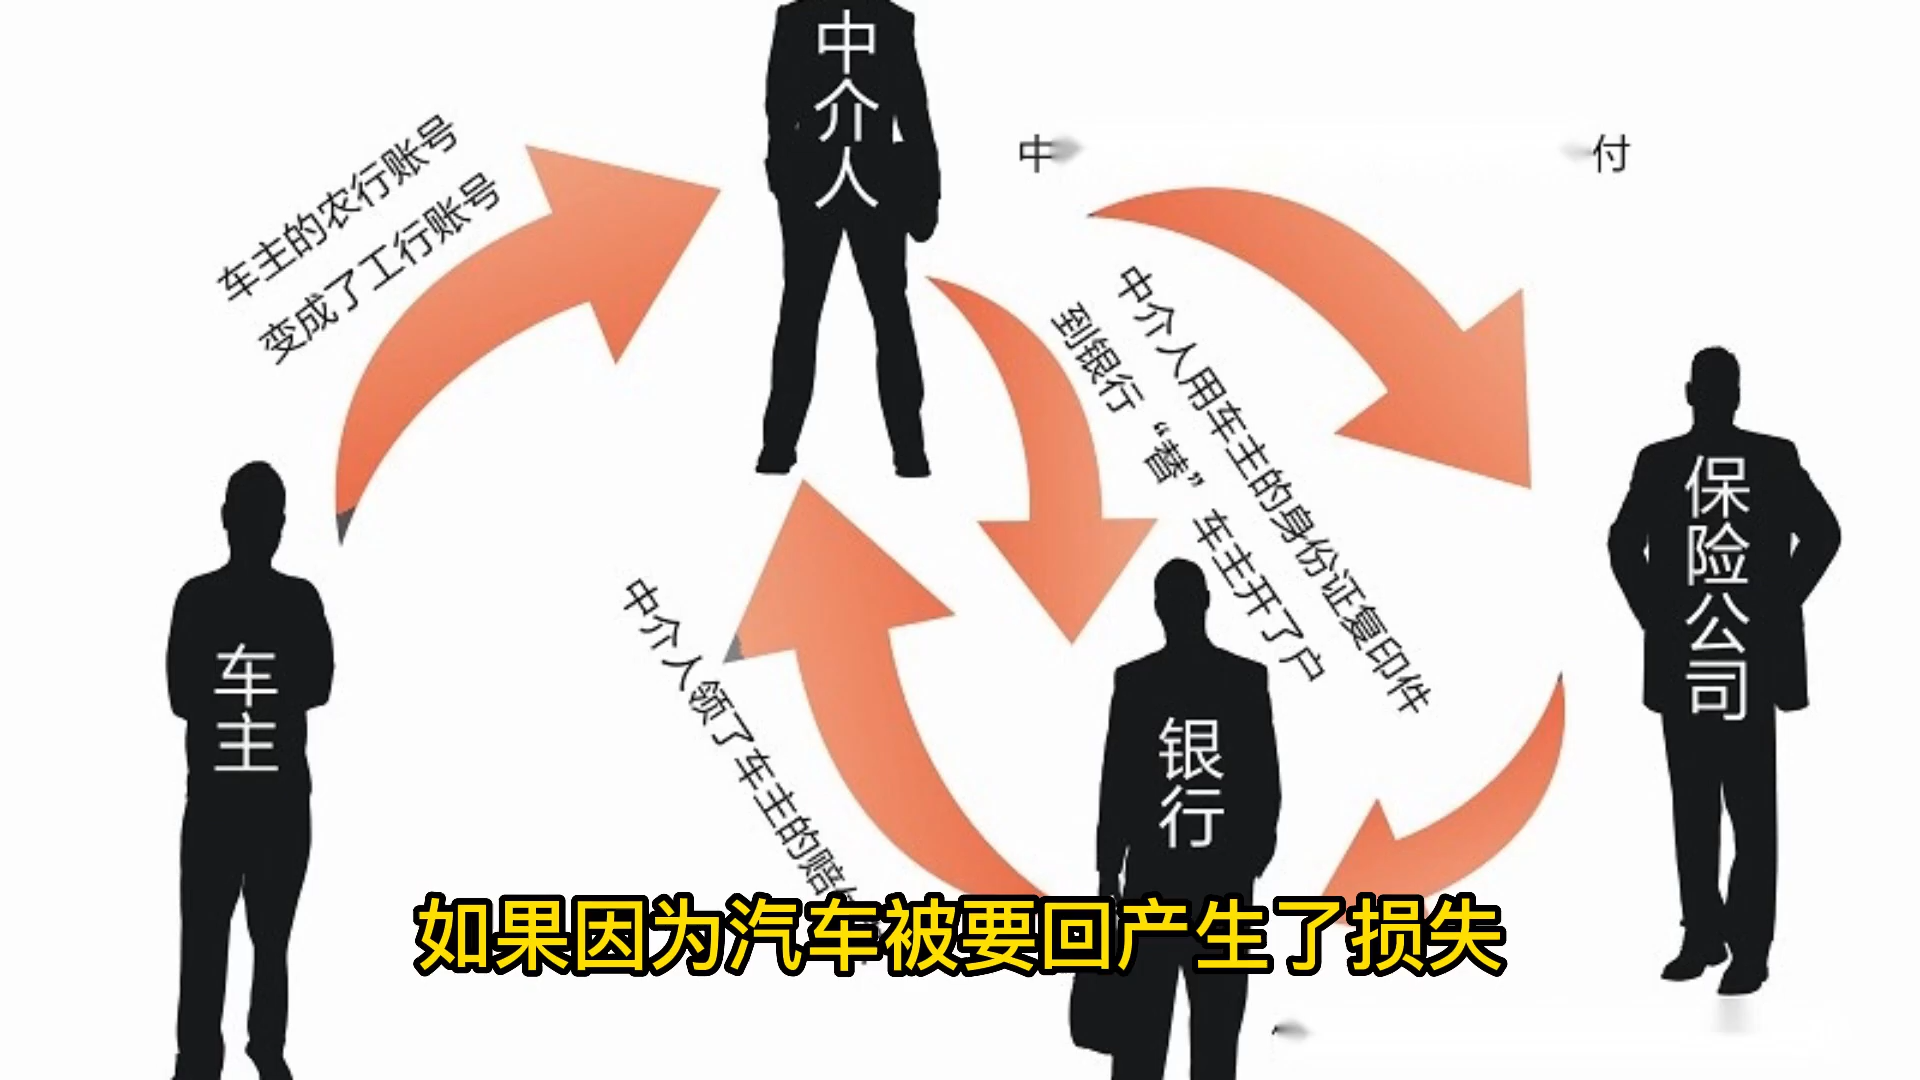 中介人
车主的农行账号
变成了工行账号
中
付
中介人用车主的身份证复印件
到银行“替”车主开了户
保险公司
中介人领了车主的赔
车主
银行
如果因为汽车被要回产生了损失